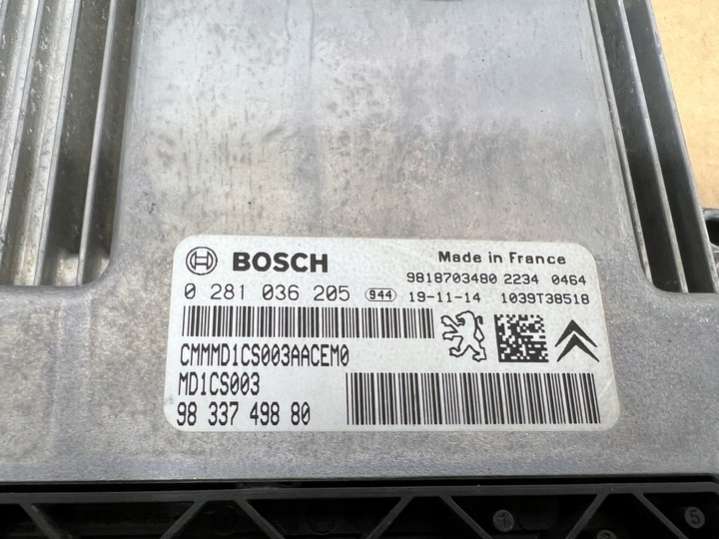 BOSCH
Made in France
9818703480 2234 0464
0 281 036 205 944 19-11-14 1039T38518
CMMMD1CS003AACEM0
MD1CS003
98 337 498 80